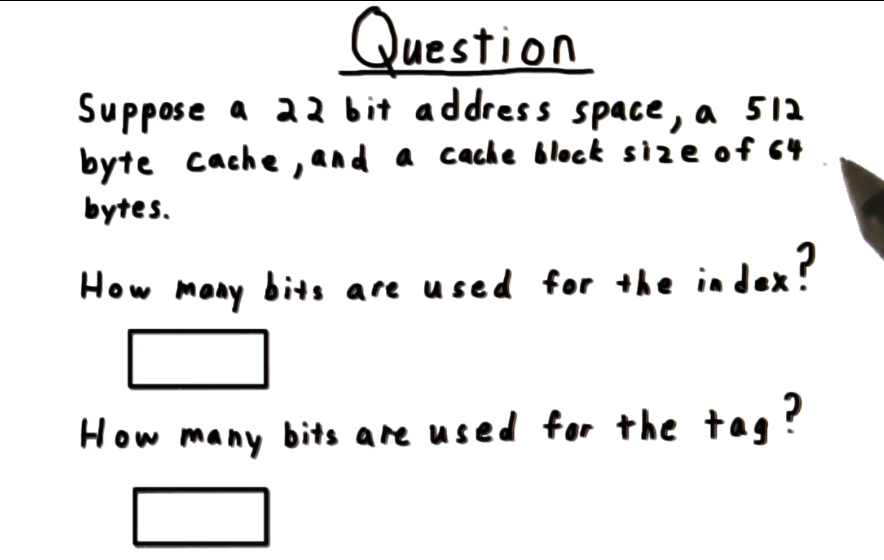 Question
Suppose a 22 bit address space, a 512
byte cache, and a cache block size of 64
bytes.
How many bits are used for the index?
How many bits are used for the tag?